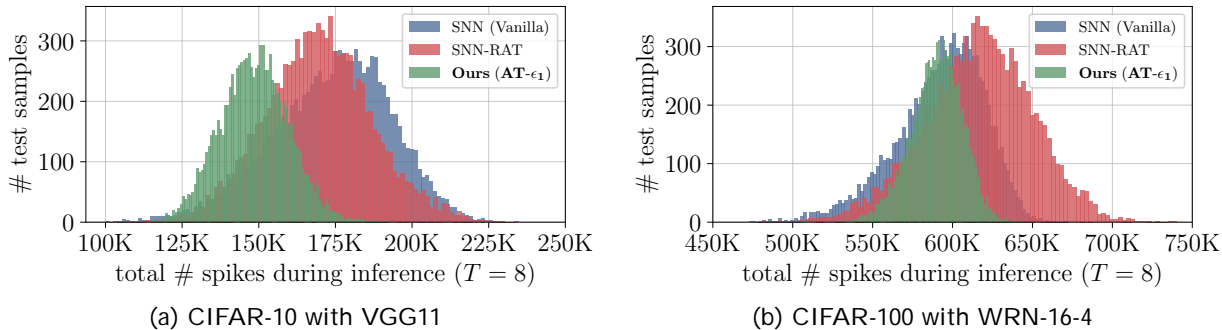 # test samples
300
200
100
0
SNN (Vanilla)
SNN-RAT
Ours (AT-ϵ₁)
100K 125K 150K 175K 200K 225K 250K
total # spikes during inference (T = 8)
(a) CIFAR-10 with VGG11
# test samples
300
200
100
0
SNN (Vanilla)
SNN-RAT
Ours (AT-ϵ₁)
450K 500K 550K 600K 650K 700K 750K
total # spikes during inference (T = 8)
(b) CIFAR-100 with WRN-16-4